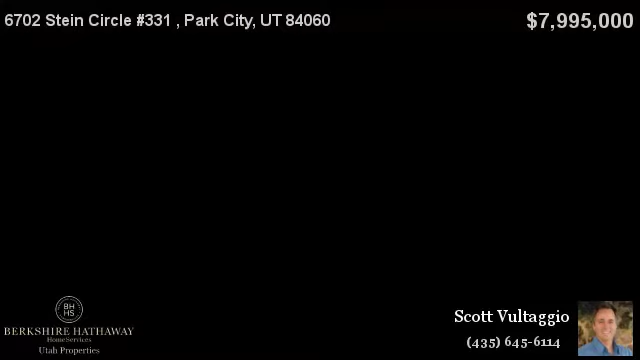 6702 Stein Circle #331 , Park City, UT 84060
$7,995,000
BH
HS
BERKSHIRE HATHAWAY
HomeServices
Utah Properties
Scott Vultaggio
(435) 645-6114